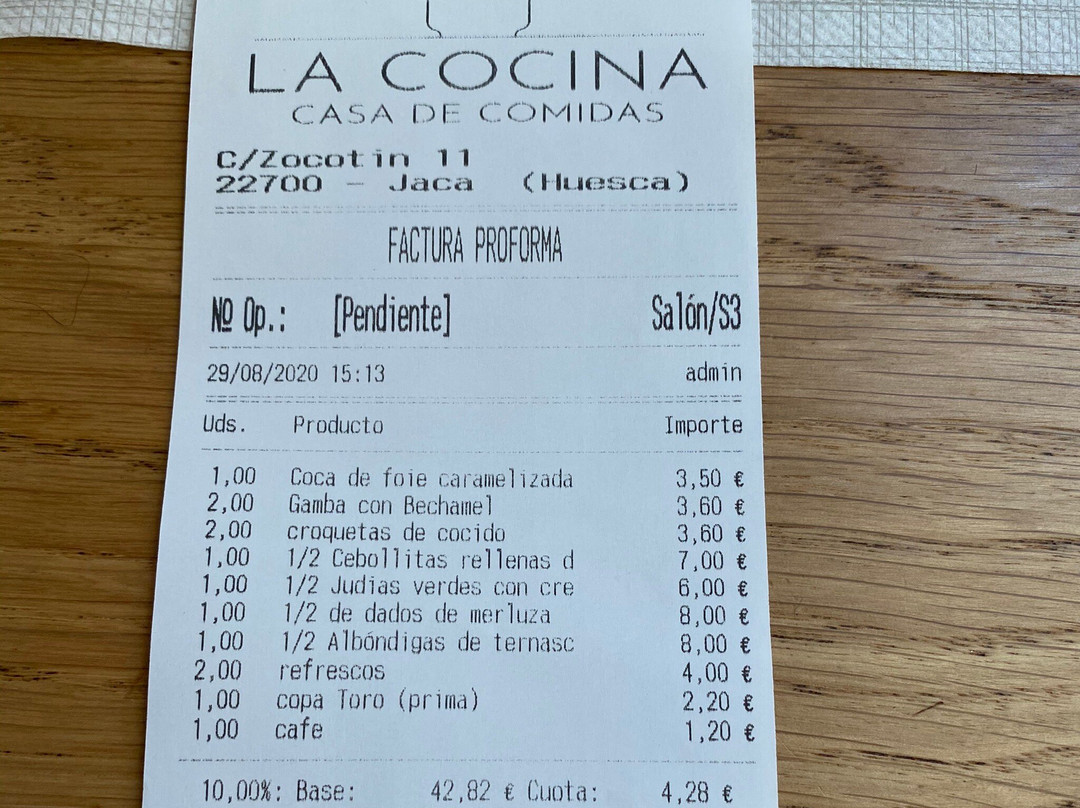 LA COCINA
CASA DE COMIDAS
C/Zocotin 11
22700 - Jaca (Huesca)
FACTURA PROFORMA
Nº Op.: [Pendiente] Salón/S3
29/08/2020 15:13 admin
Uds. Producto Importe
1,00 Coca de foie caramelizada 3,50 €
2,00 Gamba con Bechamel 3,60 €
2,00 croquetas de cocido 3,60 €
1,00 1/2 Cebollitas rellenas d 7,00 €
1,00 1/2 Judias verdes con cre 6,00 €
1,00 1/2 de dados de merluza 8,00 €
1,00 1/2 Albóndigas de ternasc 8,00 €
2,00 refrescos 4,00 €
1,00 copa Toro (prima) 2,20 €
1,00 cafe 1,20 €
10,00%: Base: 42,82 € Cuota: 4,28 €